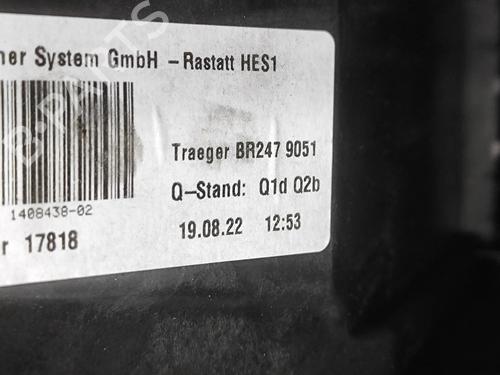 ner System GmbH – Rastatt HES1
Traeger BR247 9051
Q–Stand: Q1d Q2b
1408438-02
r 17818
19.08.22 12:53
B-PARTS